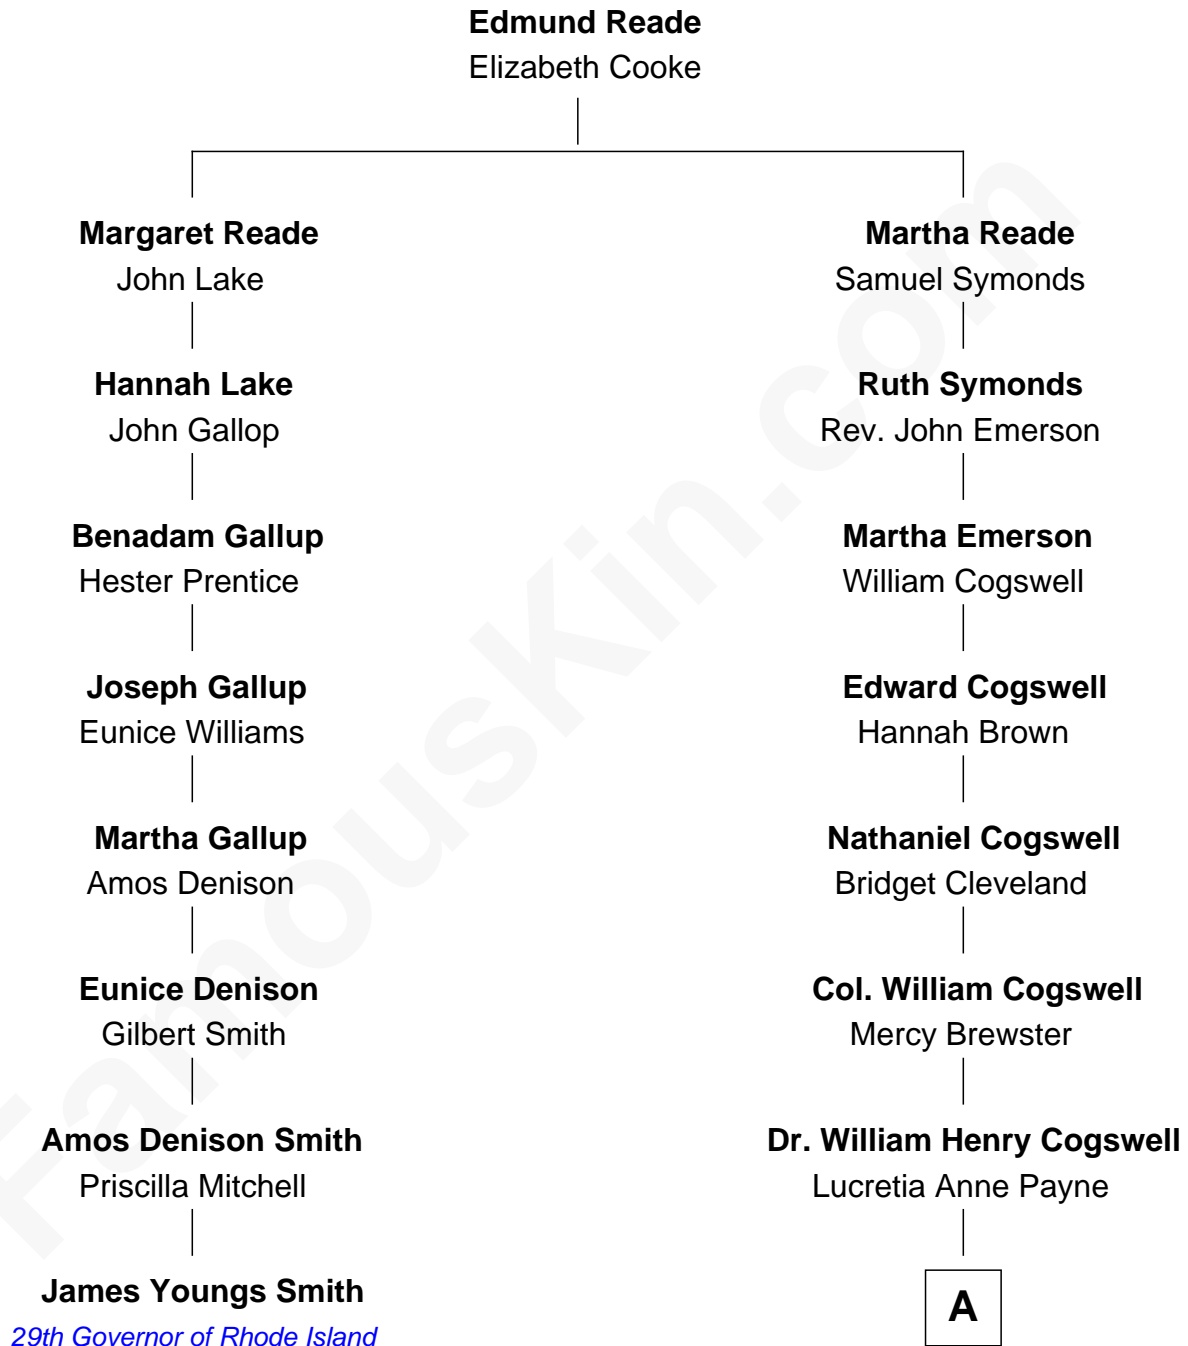 Edmund Reade
Elizabeth Cooke
Margaret Reade
John Lake
Martha Reade
Samuel Symonds
Hannah Lake
John Gallop
Ruth Symonds
Rev. John Emerson
Benadam Gallup
Hester Prentice
Martha Emerson
William Cogswell
Joseph Gallup
Eunice Williams
Edward Cogswell
Hannah Brown
Martha Gallup
Amos Denison
Nathaniel Cogswell
Bridget Cleveland
Eunice Denison
Gilbert Smith
Col. William Cogswell
Mercy Brewster
Amos Denison Smith
Priscilla Mitchell
Dr. William Henry Cogswell
Lucretia Anne Payne
James Youngs Smith
29th Governor of Rhode Island
A
FamousKin.com